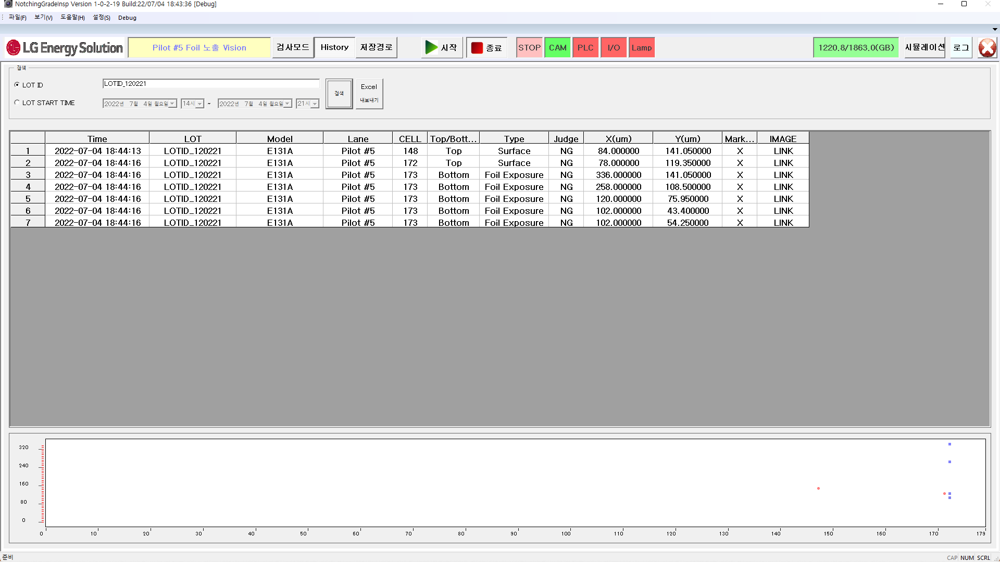 NotchingGradeInsp Version 1-0-2-19 Build:22/07/04 18:43:36 [Debug]
파일(F) 보기(V) 도움말(H) 설정(S) Debug
LG Energy Solution Pilot #5 Foil 노출 Vision 검사모드 History 저장경로 시작 종료 STOP CAM PLC I/O Lamp 1220.8/1863.0(GB) 시뮬레이션 로그
검색
LOT ID LOTID_120221 검색 Excel 내보내기
LOT START TIME 2022년 7월 4일 월요일 14시 ~ 2022년 7월 4일 월요일 21시
Time LOT Model Lane CELL Top/Bott... Type Judge X(um) Y(um) Mark... IMAGE
1 2022-07-04 18:44:13 LOTID_120221 E131A Pilot #5 148 Top Surface NG 84.000000 141.050000 X LINK
2 2022-07-04 18:44:16 LOTID_120221 E131A Pilot #5 172 Top Surface NG 78.000000 119.350000 X LINK
3 2022-07-04 18:44:16 LOTID_120221 E131A Pilot #5 173 Bottom Foil Exposure NG 336.000000 141.050000 X LINK
4 2022-07-04 18:44:16 LOTID_120221 E131A Pilot #5 173 Bottom Foil Exposure NG 258.000000 108.500000 X LINK
5 2022-07-04 18:44:16 LOTID_120221 E131A Pilot #5 173 Bottom Foil Exposure NG 120.000000 75.950000 X LINK
6 2022-07-04 18:44:16 LOTID_120221 E131A Pilot #5 173 Bottom Foil Exposure NG 102.000000 43.400000 X LINK
7 2022-07-04 18:44:16 LOTID_120221 E131A Pilot #5 173 Bottom Foil Exposure NG 102.000000 54.250000 X LINK
320
240
160
80
0
0 10 20 30 40 50 60 70 80 90 100 110 120 130 140 150 160 170 179
준비 CAP NUM SCRL